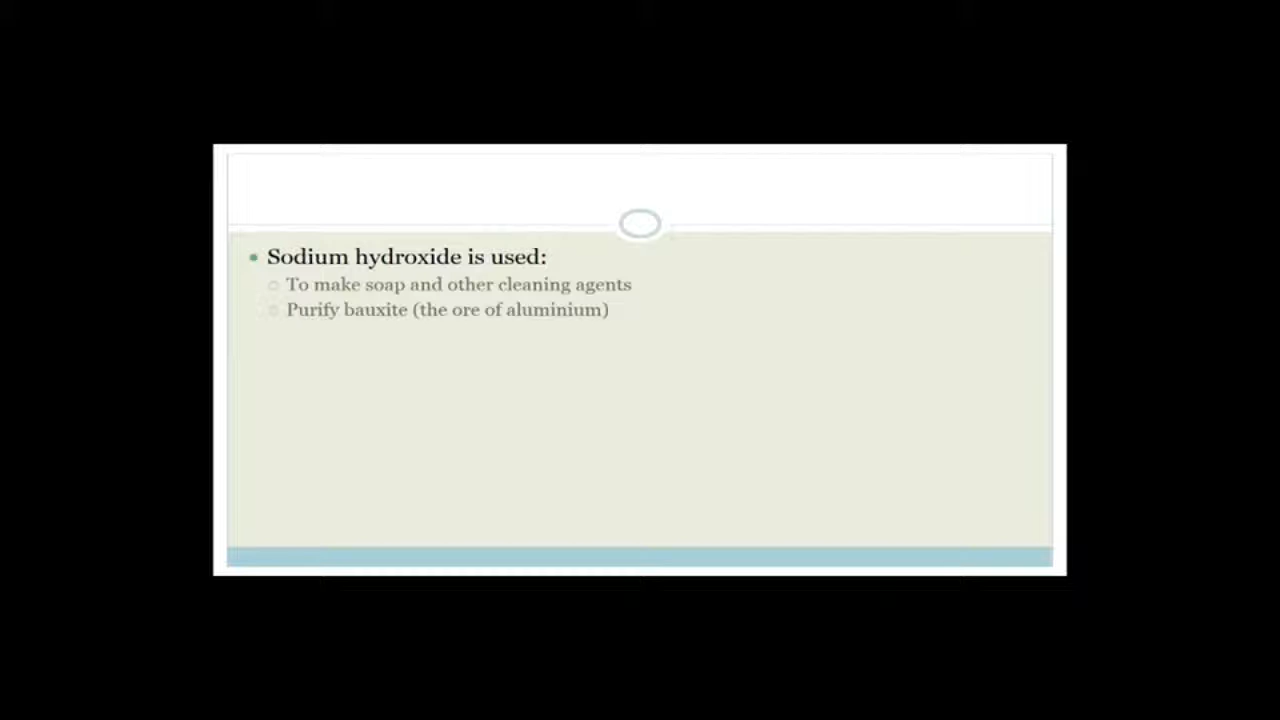 Sodium hydroxide is used:
To make soap and other cleaning agents
Purify bauxite (the ore of aluminium)